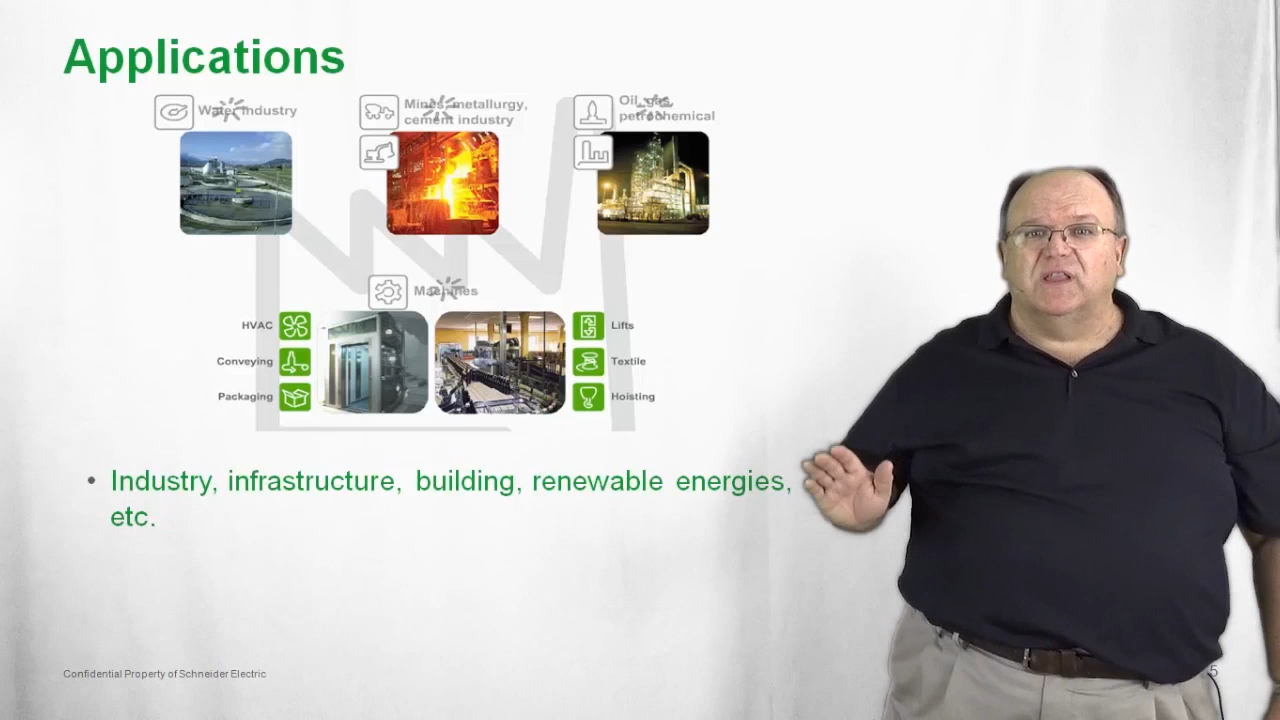 Applications
Water industry
Mines, metallurgy,
cement industry
Oil, gas,
petrochemical
Machines
HVAC
Lifts
Conveying
Textile
Packaging
Hoisting
• Industry, infrastructure, building, renewable energies,
etc.
Confidential Property of Schneider Electric
5